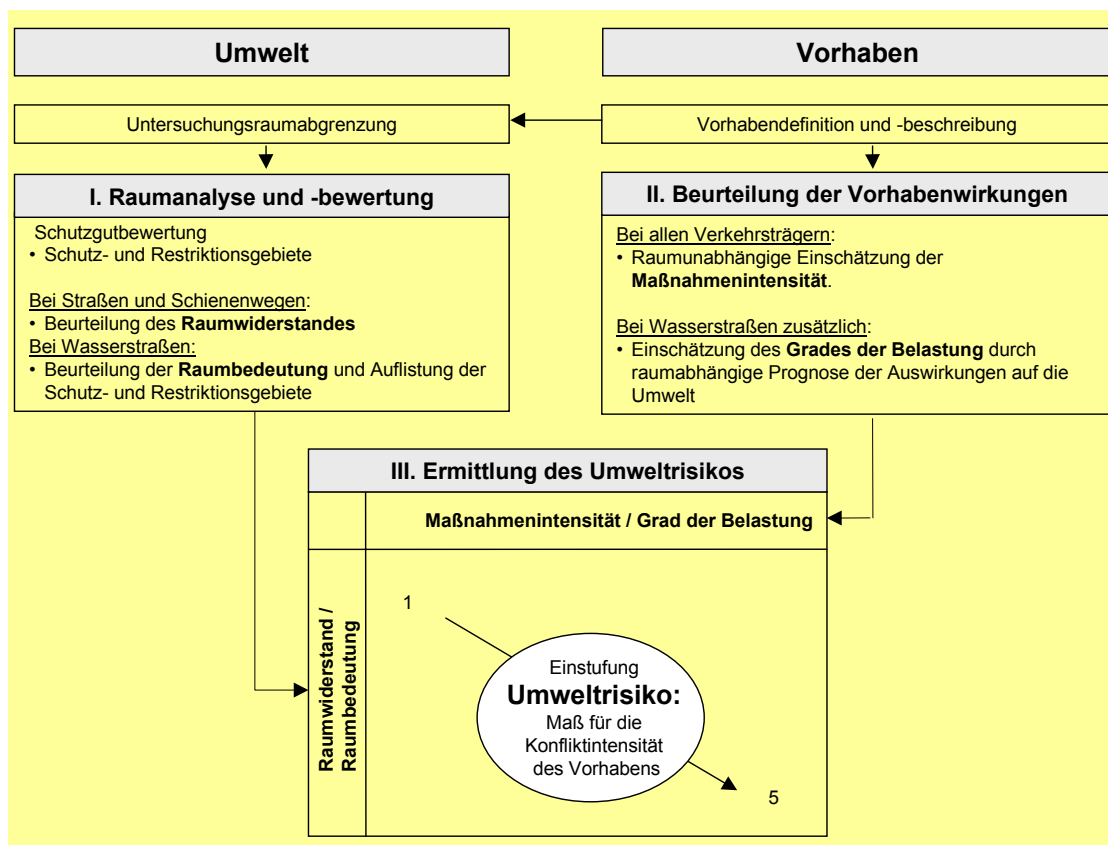 Umwelt
Vorhaben
Untersuchungsraumabgrenzung
Vorhabendefinition und -beschreibung
I. Raumanalyse und -bewertung
Schutzgutbewertung
• Schutz- und Restriktionsgebiete
Bei Straßen und Schienenwegen:
• Beurteilung des Raumwiderstandes
Bei Wasserstraßen:
• Beurteilung der Raumbedeutung und Auflistung der
Schutz- und Restriktionsgebiete
II. Beurteilung der Vorhabenwirkungen
Bei allen Verkehrsträgern:
• Raumunabhängige Einschätzung der
Maßnahmenintensität.
Bei Wasserstraßen zusätzlich:
• Einschätzung des Grades der Belastung durch
raumabhängige Prognose der Auswirkungen auf die
Umwelt
III. Ermittlung des Umweltrisikos
Maßnahmenintensität / Grad der Belastung
Raumwiderstand /
Raumbedeutung
1
Einstufung
Umweltrisiko:
Maß für die
Konfliktintensität
des Vorhabens
5